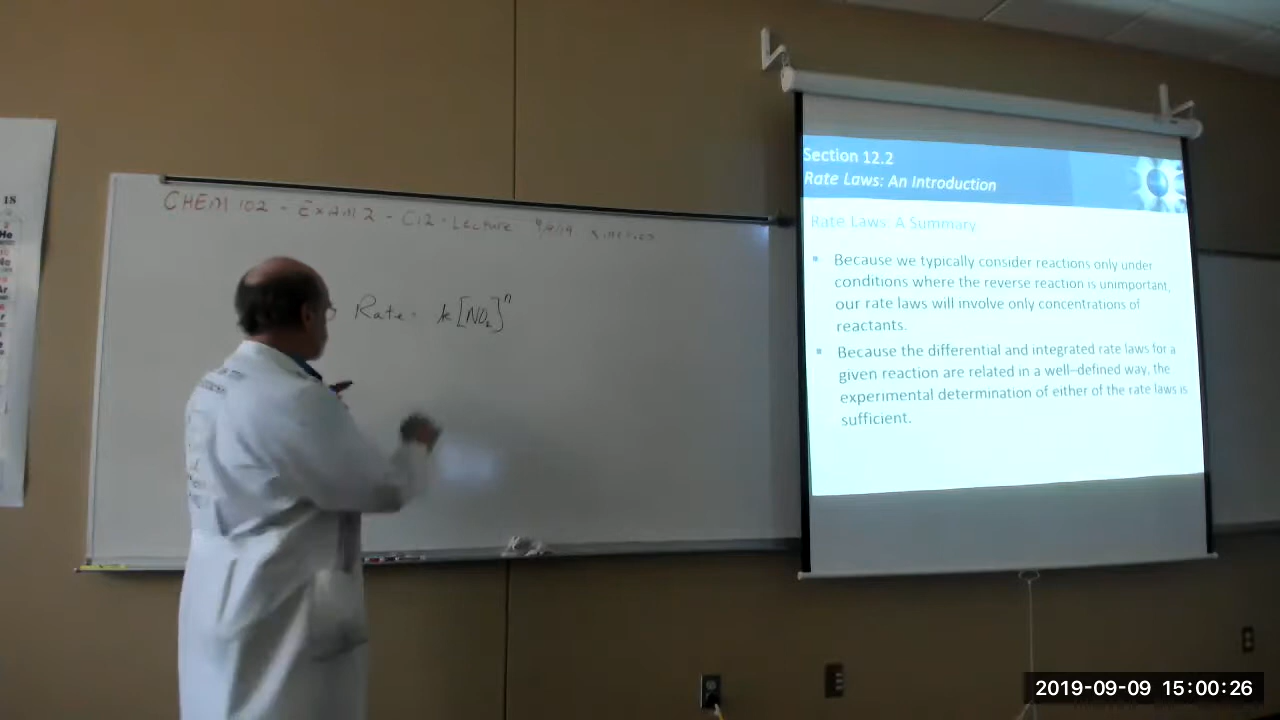 CHEM 102 - Exam 2 - C12 - Lecture 9/9/19 Kinetics
Rate = k[NO₂]ⁿ
18
He
Ne
Ar
Section 12.2
Rate Laws: An Introduction
Rate Laws: A Summary
▪ Because we typically consider reactions only under
conditions where the reverse reaction is unimportant,
our rate laws will involve only concentrations of
reactants.
▪ Because the differential and integrated rate laws for a
given reaction are related in a well–defined way, the
experimental determination of either of the rate laws is
sufficient.
2019-09-09 15:00:26